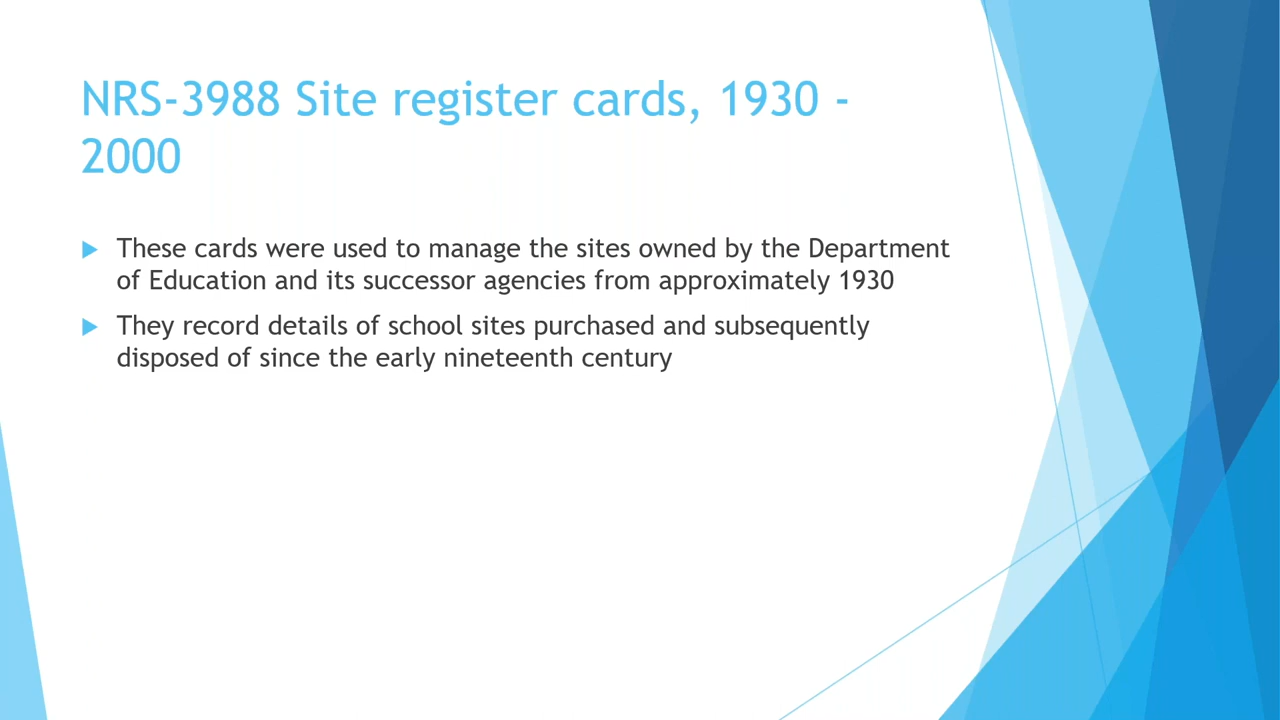 NRS-3988 Site register cards, 1930 -
2000
These cards were used to manage the sites owned by the Department
of Education and its successor agencies from approximately 1930
They record details of school sites purchased and subsequently
disposed of since the early nineteenth century